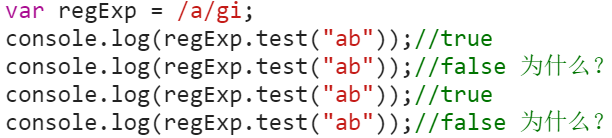 var regExp = /a/gi;
console.log(regExp.test("ab"));//true
console.log(regExp.test("ab"));//false 为什么?
console.log(regExp.test("ab"));//true
console.log(regExp.test("ab"));//false 为什么?